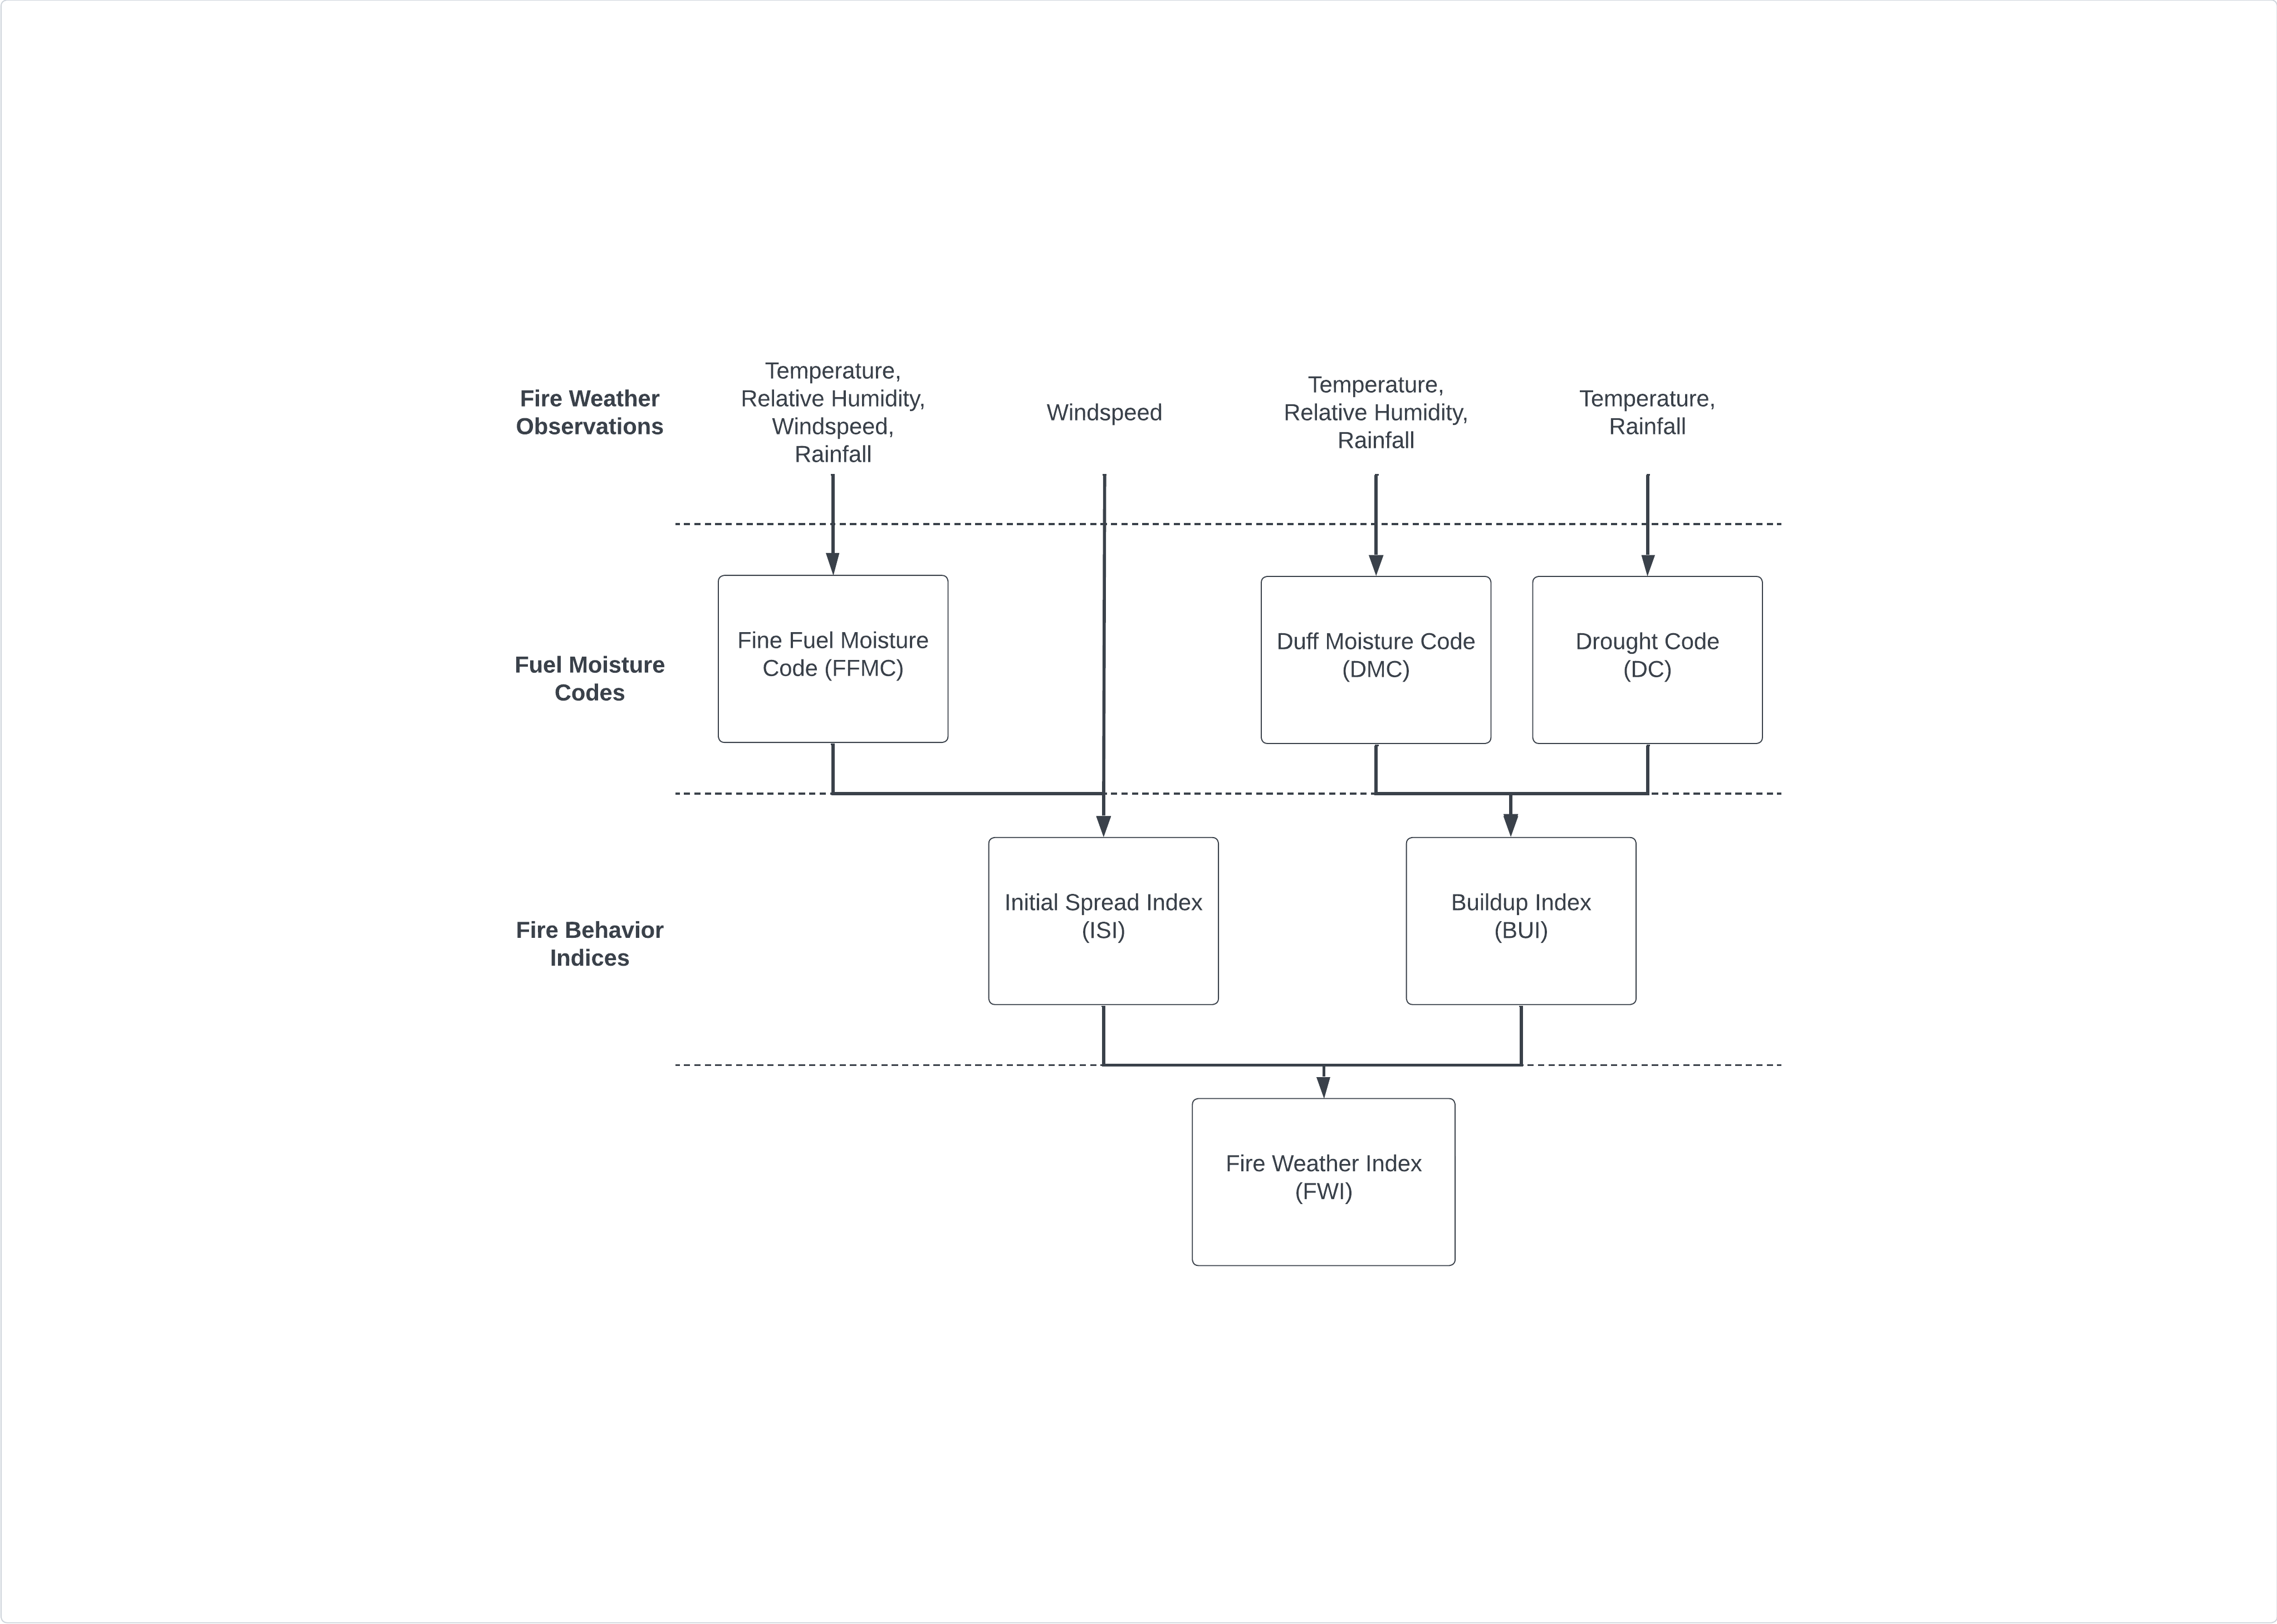 Fire Weather
Observations
Temperature,
Relative Humidity,
Windspeed,
Rainfall
Windspeed
Temperature,
Relative Humidity,
Rainfall
Temperature,
Rainfall
Fuel Moisture
Codes
Fine Fuel Moisture
Code (FFMC)
Duff Moisture Code
(DMC)
Drought Code
(DC)
Fire Behavior
Indices
Initial Spread Index
(ISI)
Buildup Index
(BUI)
Fire Weather Index
(FWI)